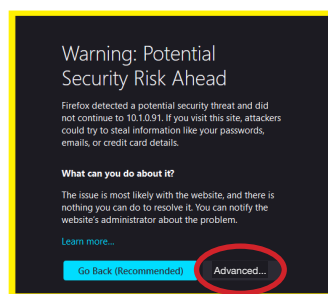 Warning: Potential
Security Risk Ahead
Firefox detected a potential security threat and did
not continue to 10.1.0.91. If you visit this site, attackers
could try to steal information like your passwords,
emails, or credit card details.
What can you do about it?
The issue is most likely with the website, and there is
nothing you can do to resolve it. You can notify the
website's administrator about the problem.
Learn more...
Go Back (Recommended) Advanced...